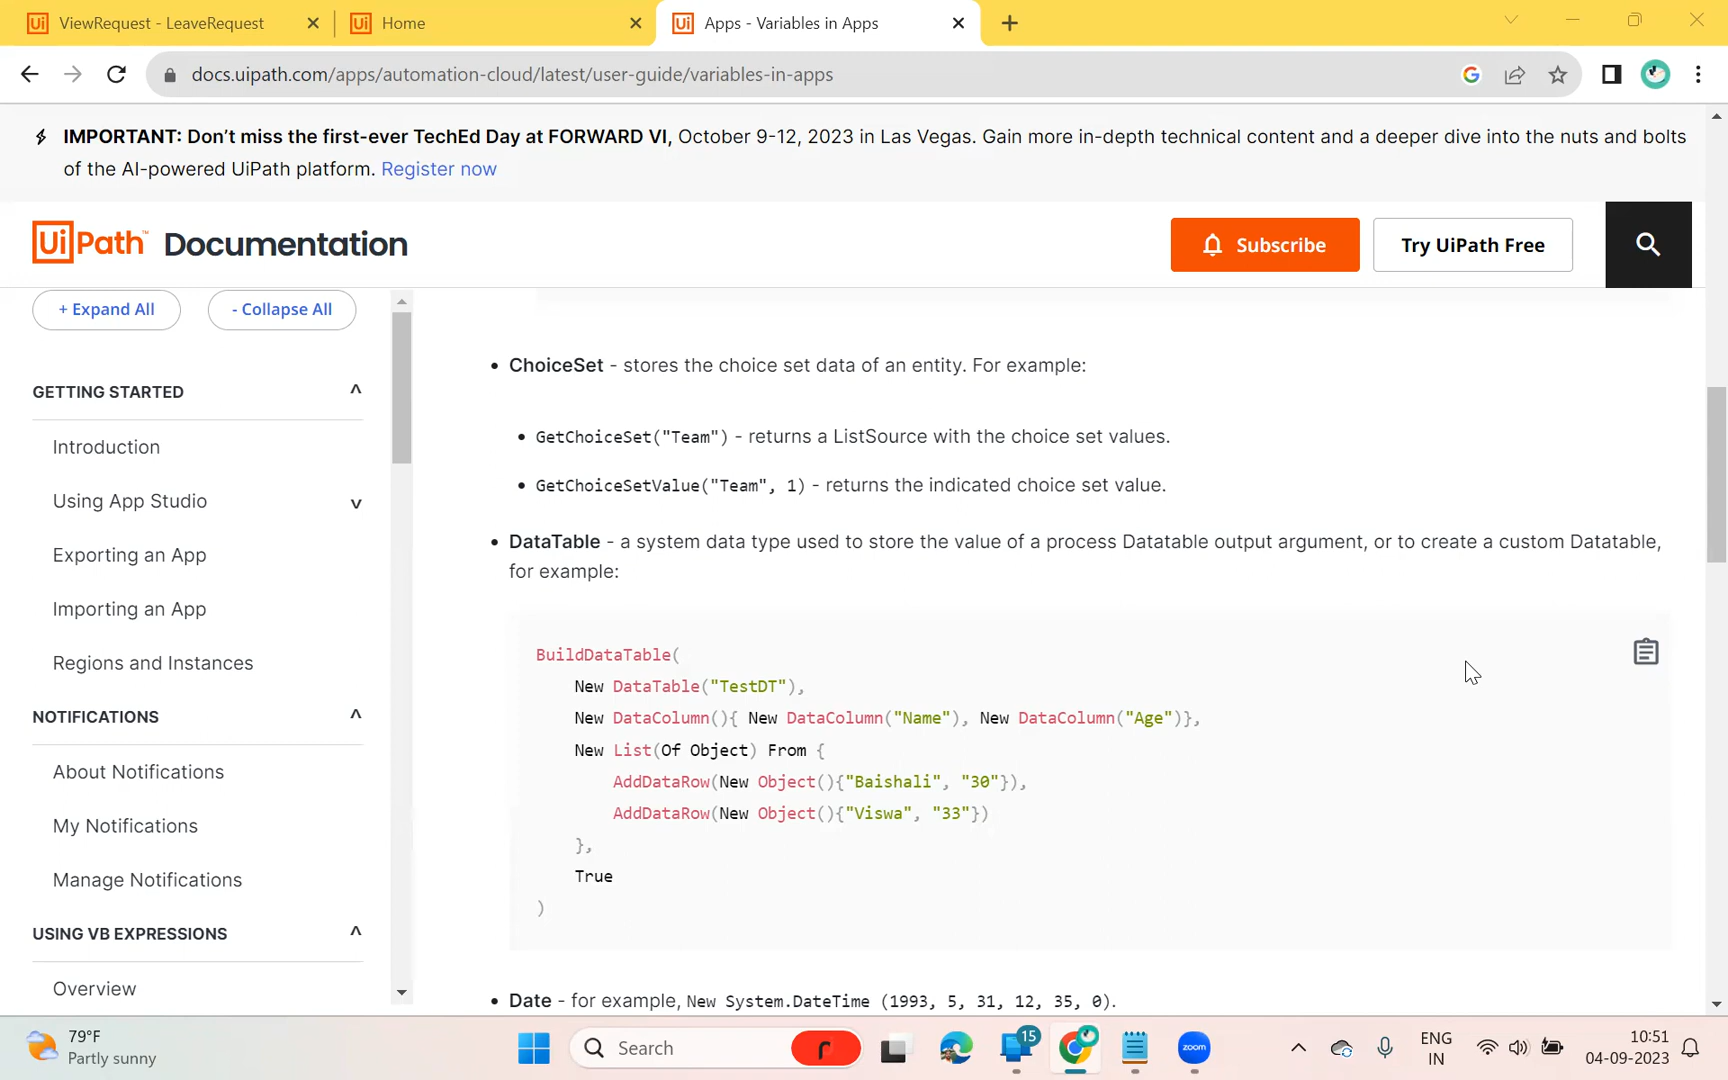 ViewRequest - LeaveRequest
Home
Apps - Variables in Apps
docs.uipath.com/apps/automation-cloud/latest/user-guide/variables-in-apps
IMPORTANT: Don’t miss the first-ever TechEd Day at FORWARD VI, October 9-12, 2023 in Las Vegas. Gain more in-depth technical content and a deeper dive into the nuts and bolts
of the AI-powered UiPath platform. Register now
UiPath™ Documentation
Subscribe
Try UiPath Free
+ Expand All
- Collapse All
GETTING STARTED
Introduction
Using App Studio
Exporting an App
Importing an App
Regions and Instances
NOTIFICATIONS
About Notifications
My Notifications
Manage Notifications
USING VB EXPRESSIONS
Overview
• ChoiceSet - stores the choice set data of an entity. For example:
• GetChoiceSet("Team") - returns a ListSource with the choice set values.
• GetChoiceSetValue("Team", 1) - returns the indicated choice set value.
• DataTable - a system data type used to store the value of a process Datatable output argument, or to create a custom Datatable,
for example:
BuildDataTable(
New DataTable("TestDT"),
New DataColumn(){ New DataColumn("Name"), New DataColumn("Age")},
New List(Of Object) From {
AddDataRow(New Object(){"Baishali", "30"}),
AddDataRow(New Object(){"Viswa", "33"})
},
True
)
• Date - for example, New System.DateTime (1993, 5, 31, 12, 35, 0).
79°F
Partly sunny
Search
15
zoom
ENG
IN
10:51
04-09-2023